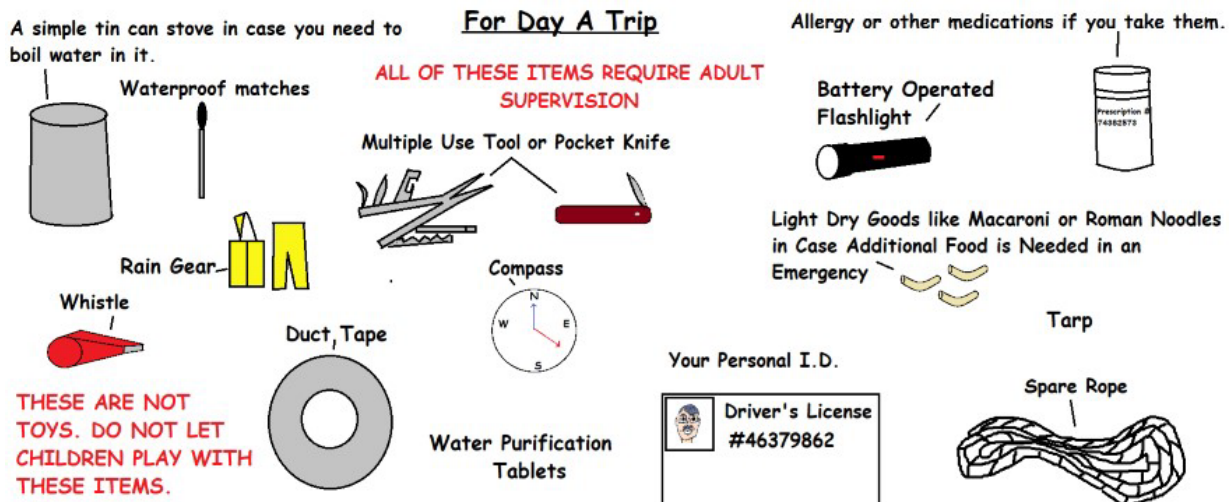 For Day A Trip
A simple tin can stove in case you need to
boil water in it.
Waterproof matches
ALL OF THESE ITEMS REQUIRE ADULT
SUPERVISION
Multiple Use Tool or Pocket Knife
Allergy or other medications if you take them.
Battery Operated
Flashlight
Prescription #
74382573
Rain Gear
Light Dry Goods like Macaroni or Roman Noodles
in Case Additional Food is Needed in an
Emergency
Whistle
Duct Tape
Compass
N
W
E
S
Tarp
Your Personal I.D.
Driver's License
#46379862
Spare Rope
THESE ARE NOT
TOYS. DO NOT LET
CHILDREN PLAY WITH
THESE ITEMS.
Water Purification
Tablets